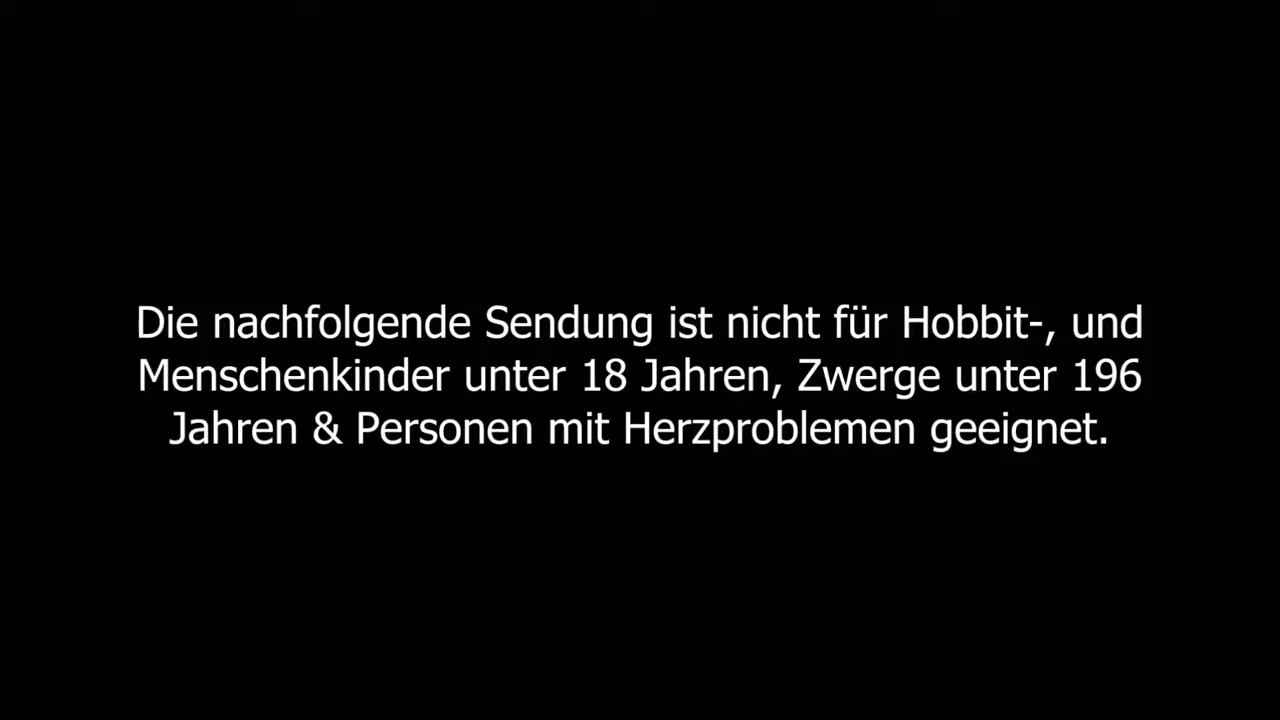 Die nachfolgende Sendung ist nicht für Hobbit-, und
Menschenkinder unter 18 Jahren, Zwerge unter 196
Jahren & Personen mit Herzproblemen geeignet.